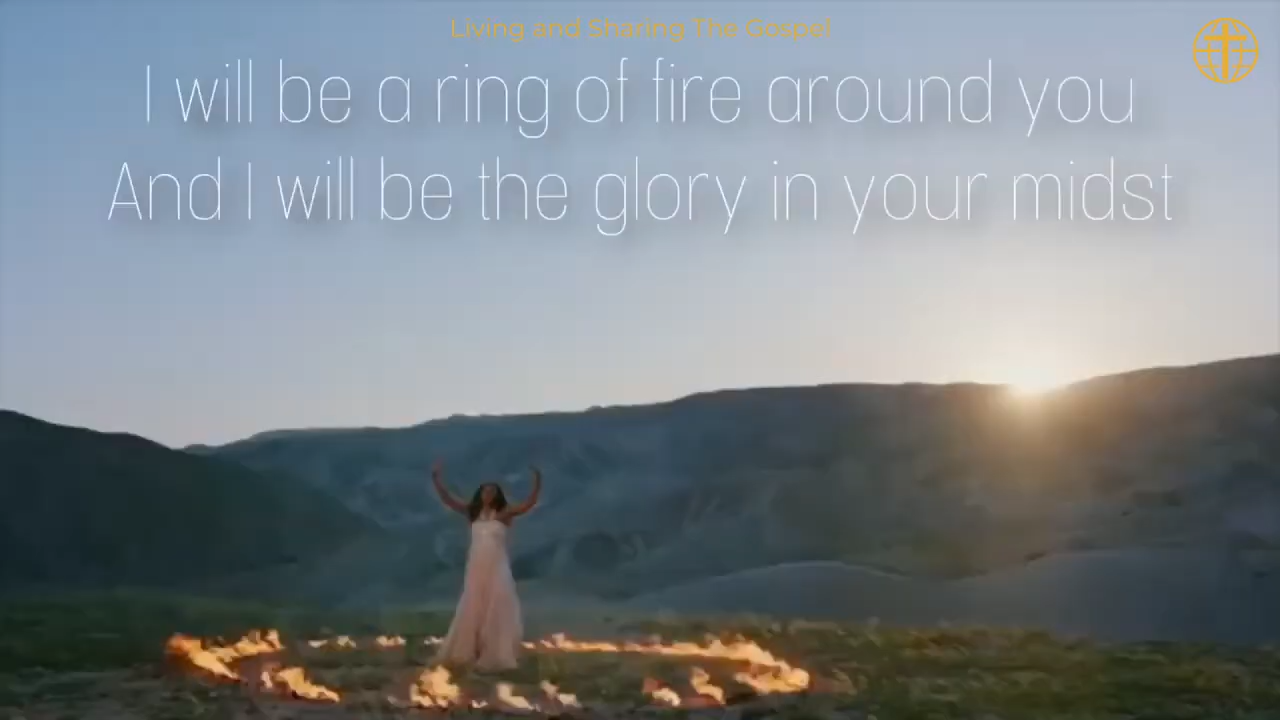 Living and Sharing The Gospel
I will be a ring of fire around you
And I will be the glory in your midst